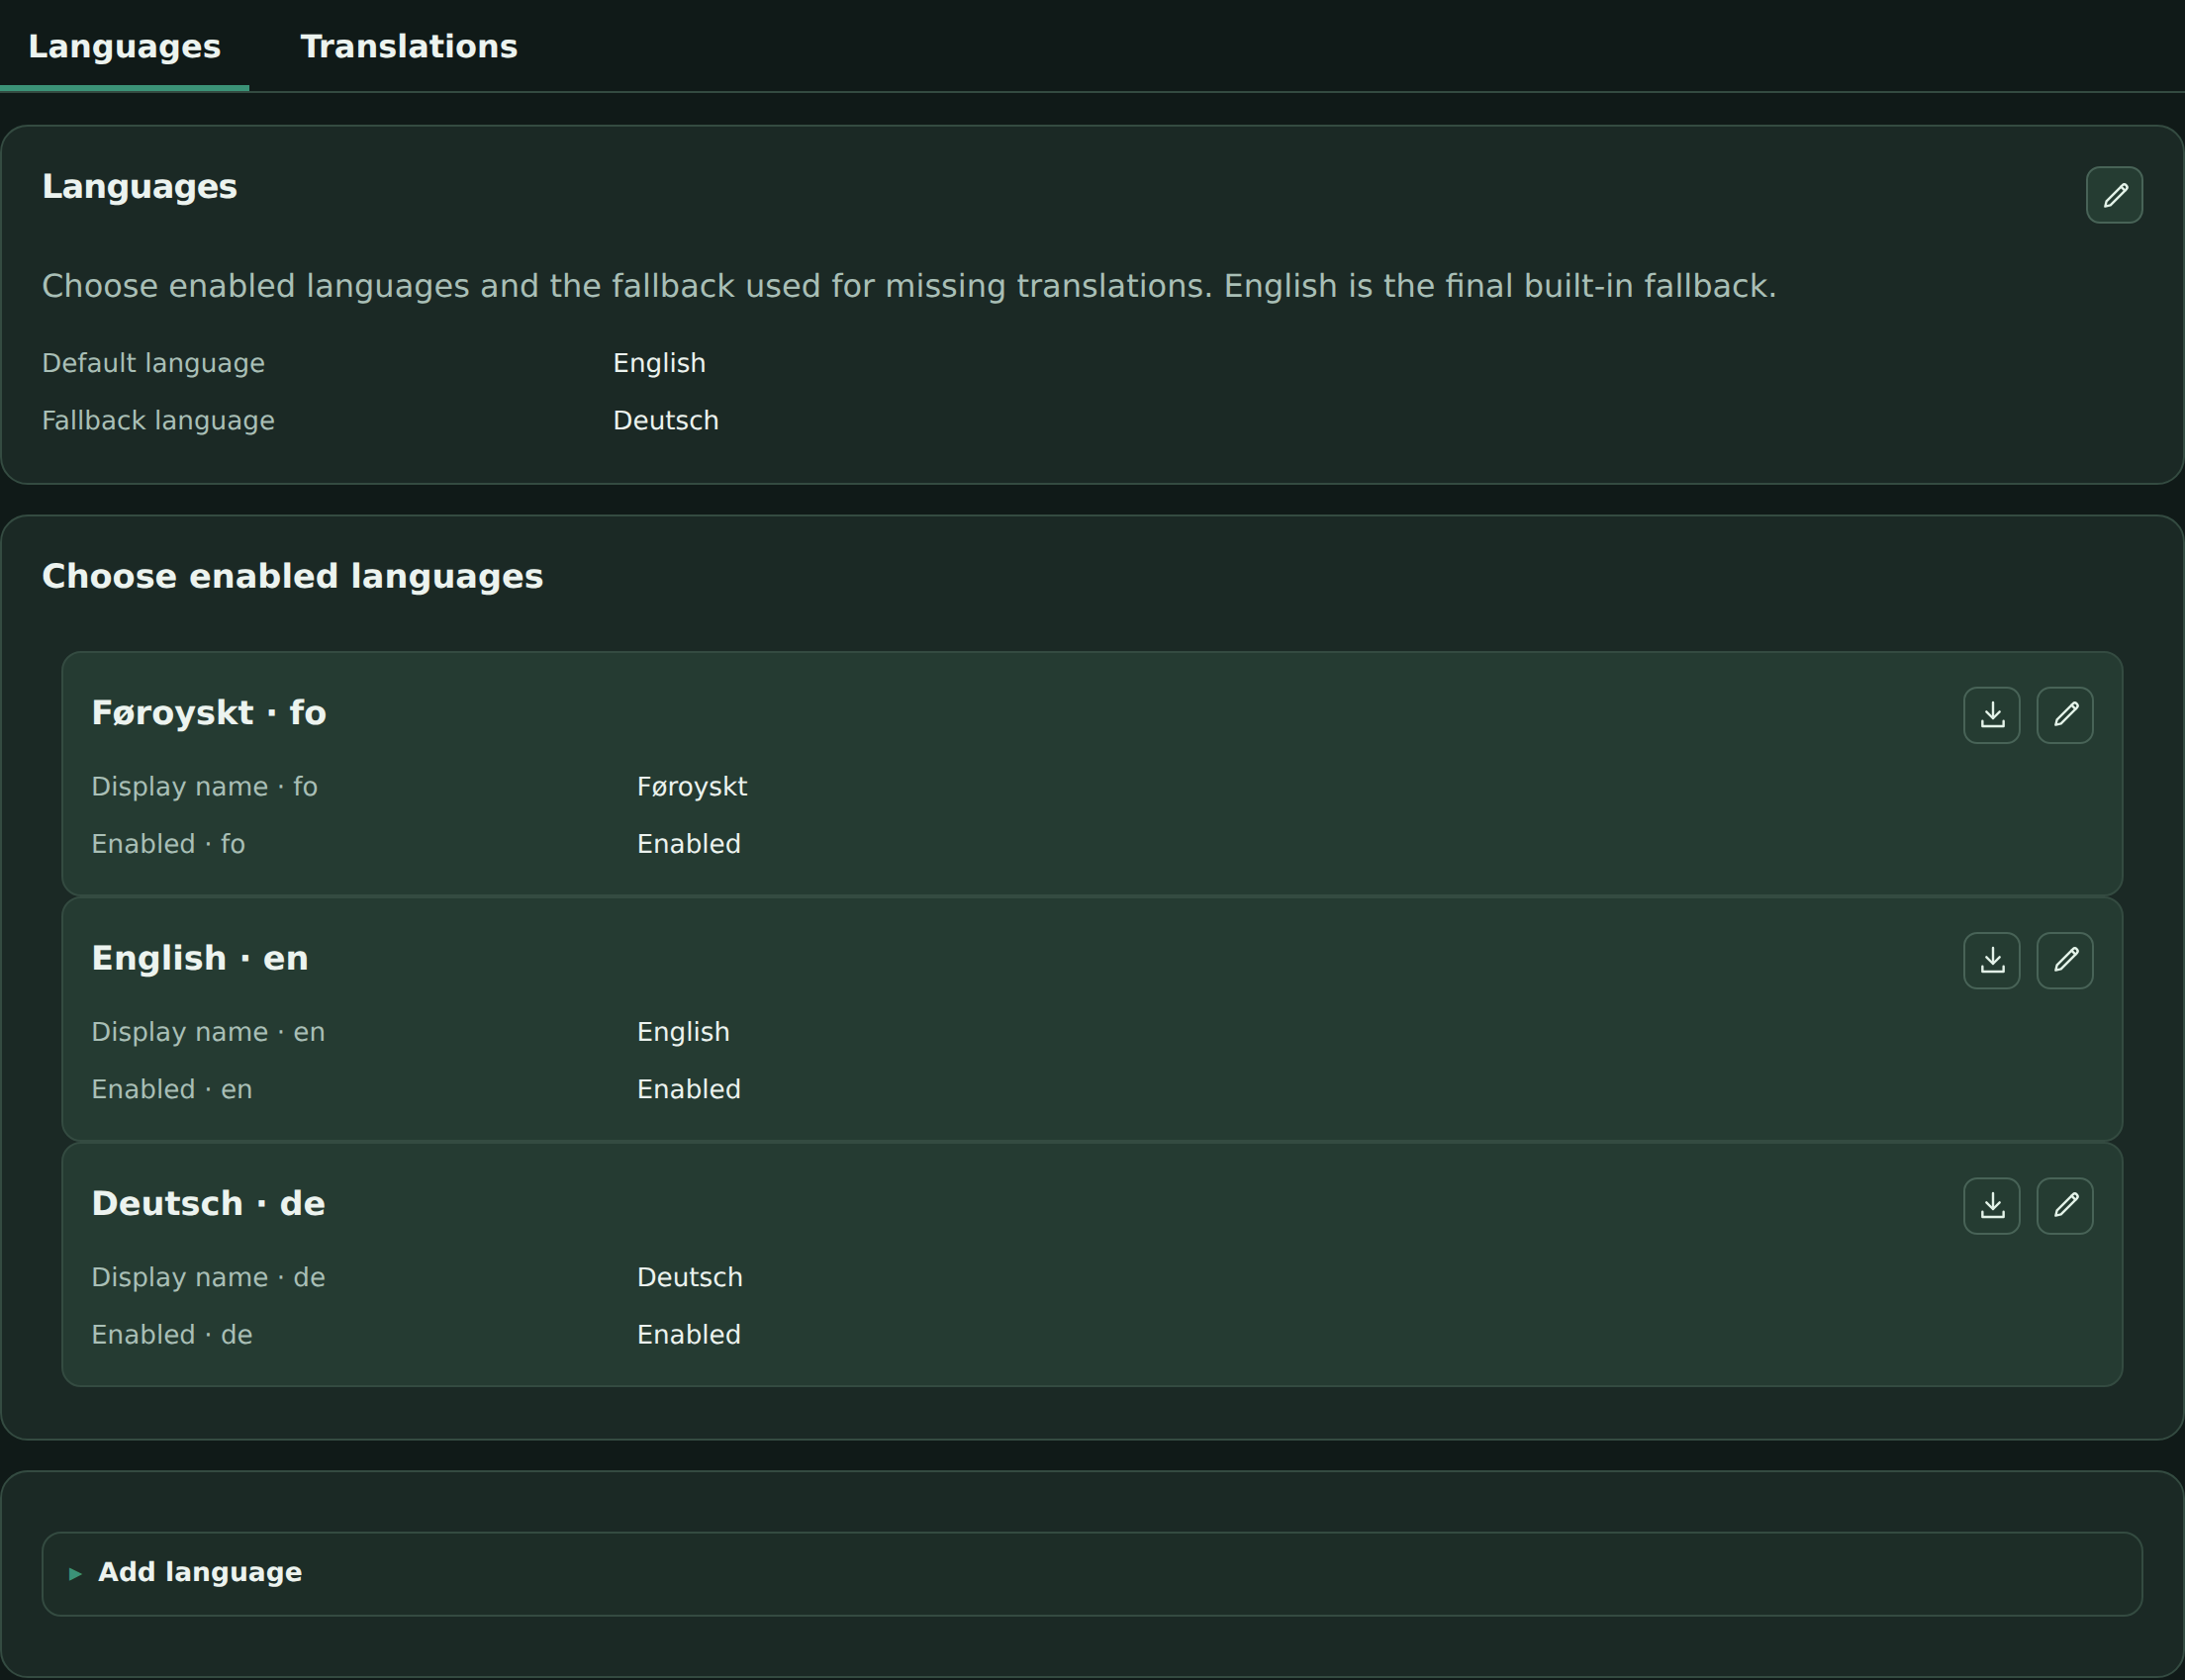 Languages Translations
Languages
Choose enabled languages and the fallback used for missing translations. English is the final built-in fallback.
Default language English
Fallback language Deutsch
Choose enabled languages
Føroyskt · fo
Display name · fo Føroyskt
Enabled · fo Enabled
English · en
Display name · en English
Enabled · en Enabled
Deutsch · de
Display name · de Deutsch
Enabled · de Enabled
Add language